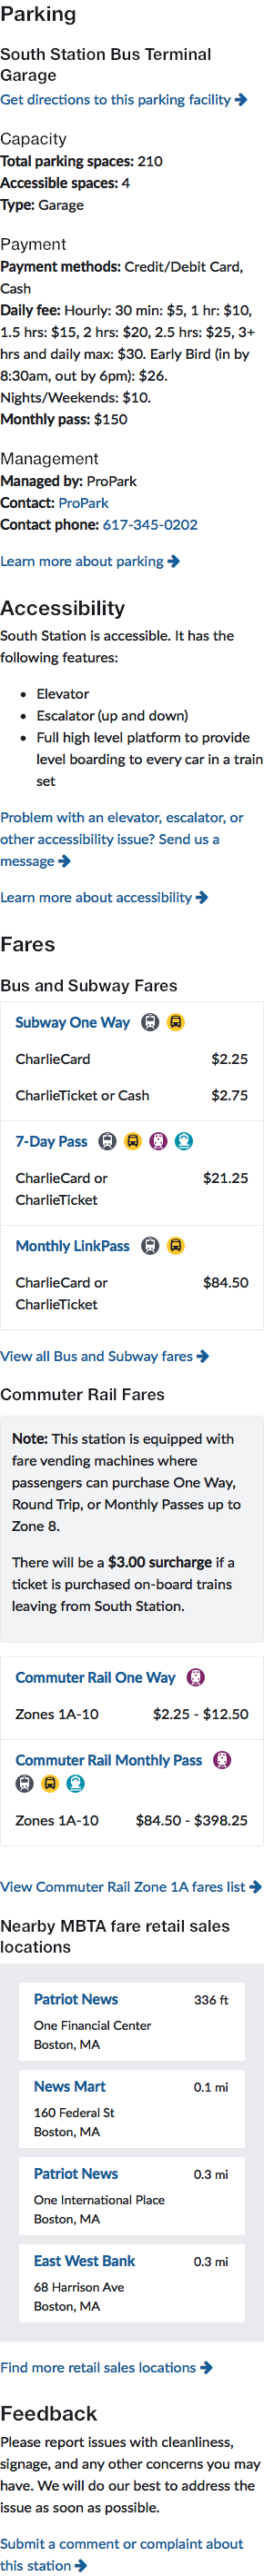 Parking
South Station Bus Terminal
Garage
Get directions to this parking facility
Capacity
Total parking spaces: 210
Accessible spaces: 4
Type: Garage
Payment
Payment methods: Credit/Debit Card,
Cash
Daily fee: Hourly: 30 min: $5, 1 hr: $10,
1.5 hrs: $15, 2 hrs: $20, 2.5 hrs: $25, 3+
hrs and daily max: $30. Early Bird (in by
8:30am, out by 6pm): $26.
Nights/Weekends: $10.
Monthly pass: $150
Management
Managed by: ProPark
Contact: ProPark
Contact phone: 617-345-0202
Learn more about parking
Accessibility
South Station is accessible. It has the
following features:
• Elevator
• Escalator (up and down)
• Full high level platform to provide
level boarding to every car in a train
set
Problem with an elevator, escalator, or
other accessibility issue? Send us a
message
Learn more about accessibility
Fares
Bus and Subway Fares
Subway One Way
CharlieCard $2.25
CharlieTicket or Cash $2.75
7-Day Pass
CharlieCard or $21.25
CharlieTicket
Monthly LinkPass
CharlieCard or $84.50
CharlieTicket
View all Bus and Subway fares
Commuter Rail Fares
Note: This station is equipped with
fare vending machines where
passengers can purchase One Way,
Round Trip, or Monthly Passes up to
Zone 8.
There will be a $3.00 surcharge if a
ticket is purchased on-board trains
leaving from South Station.
Commuter Rail One Way
Zones 1A-10 $2.25 - $12.50
Commuter Rail Monthly Pass
Zones 1A-10 $84.50 - $398.25
View Commuter Rail Zone 1A fares list
Nearby MBTA fare retail sales
locations
Patriot News 336 ft
One Financial Center
Boston, MA
News Mart 0.1 mi
160 Federal St
Boston, MA
Patriot News 0.3 mi
One International Place
Boston, MA
East West Bank 0.3 mi
68 Harrison Ave
Boston, MA
Find more retail sales locations
Feedback
Please report issues with cleanliness,
signage, and any other concerns you may
have. We will do our best to address the
issue as soon as possible.
Submit a comment or complaint about
this station